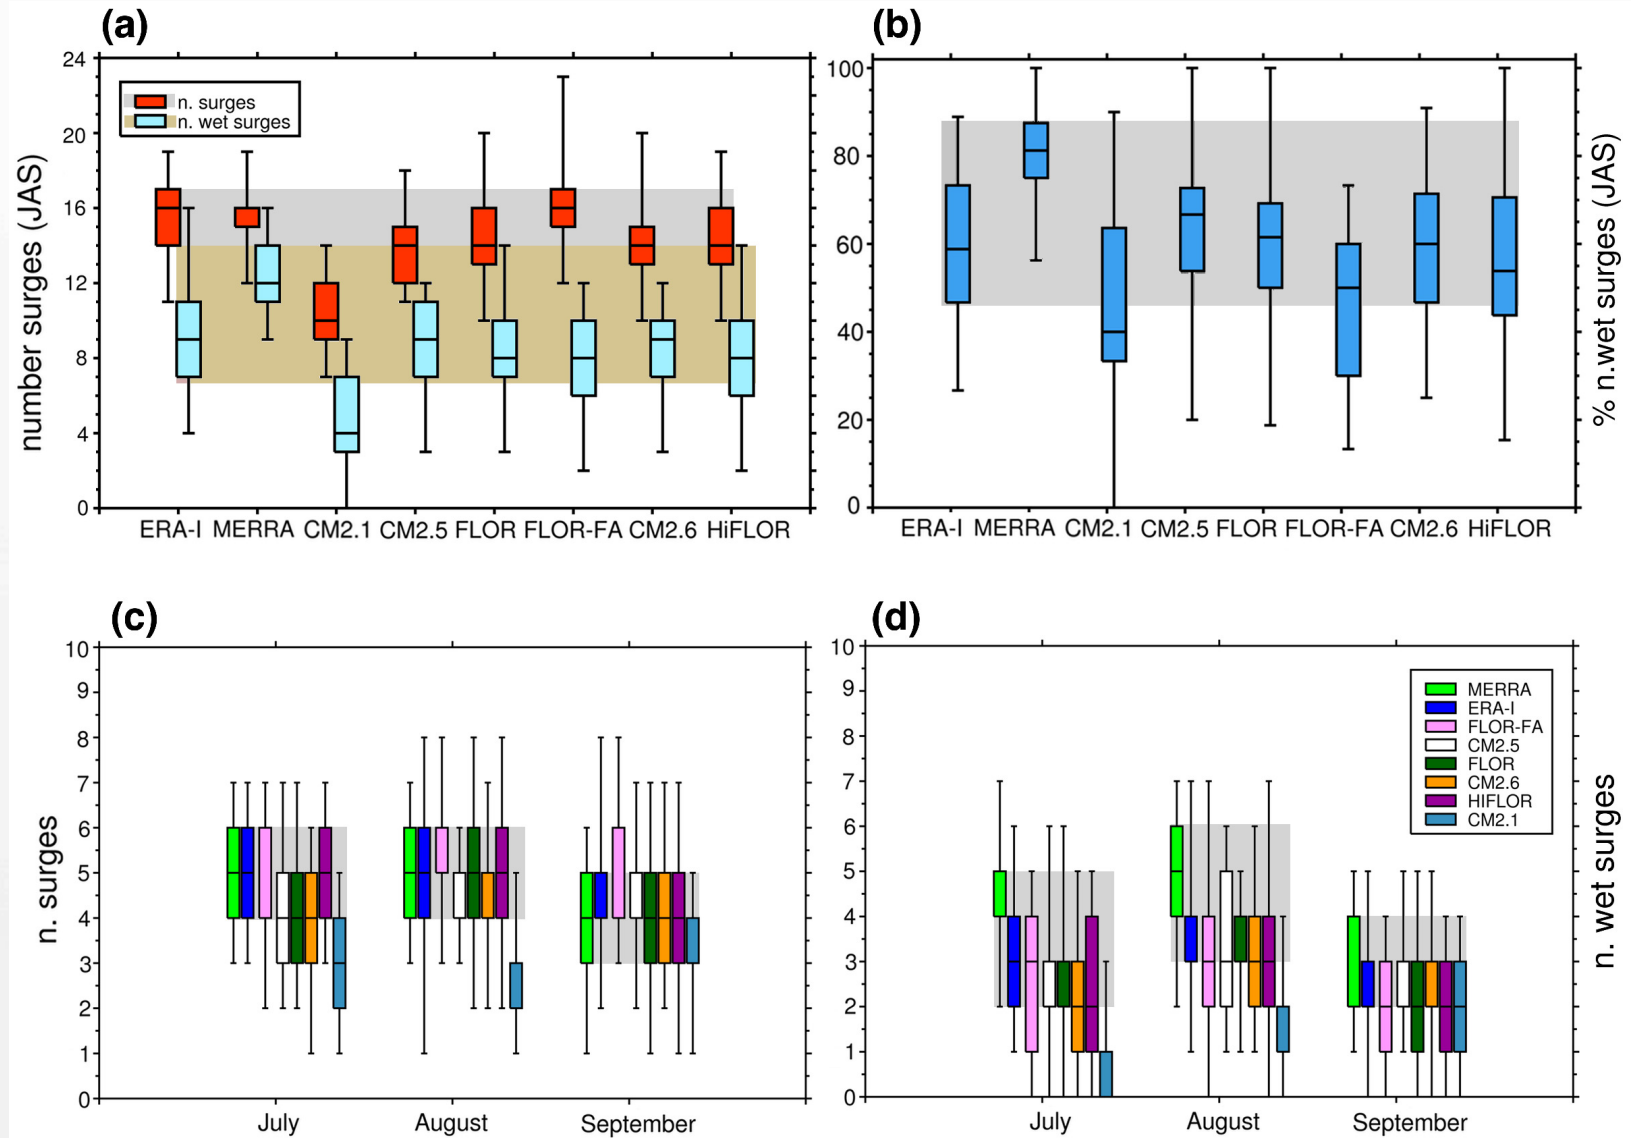 (a)
24
20
16
12
8
4
0
number surges (JAS)
n. surges
n. wet surges
ERA-I MERRA CM2.1 CM2.5 FLOR FLOR-FA CM2.6 HiFLOR
(b)
100
80
60
40
20
0
% n.wet surges (JAS)
ERA-I MERRA CM2.1 CM2.5 FLOR FLOR-FA CM2.6 HiFLOR
(c)
10
9
8
7
6
5
4
3
2
1
0
n. surges
July August September
(d)
10
9
8
7
6
5
4
3
2
1
0
MERRA
ERA-I
FLOR-FA
CM2.5
FLOR
CM2.6
HIFLOR
CM2.1
n. wet surges
July August September